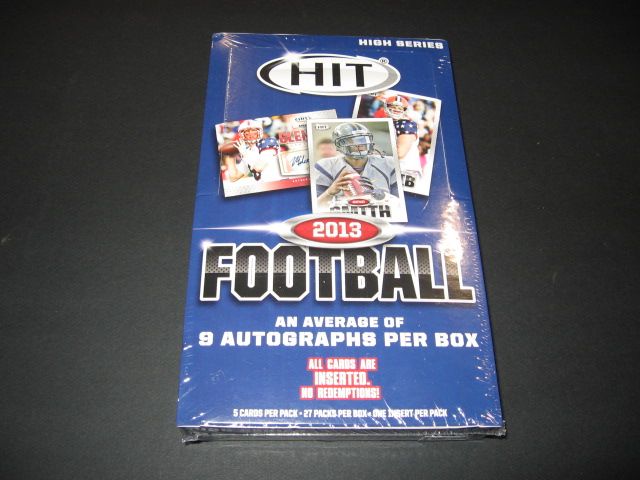 HIGH SERIES
HIT®
HIT
SMITH
2013
FOOTBALL
AN AVERAGE OF
9 AUTOGRAPHS PER BOX
ALL CARDS ARE
INSERTED.
NO REDEMPTIONS!
5 CARDS PER PACK • 27 PACKS PER BOX • ONE INSERT PER PACK